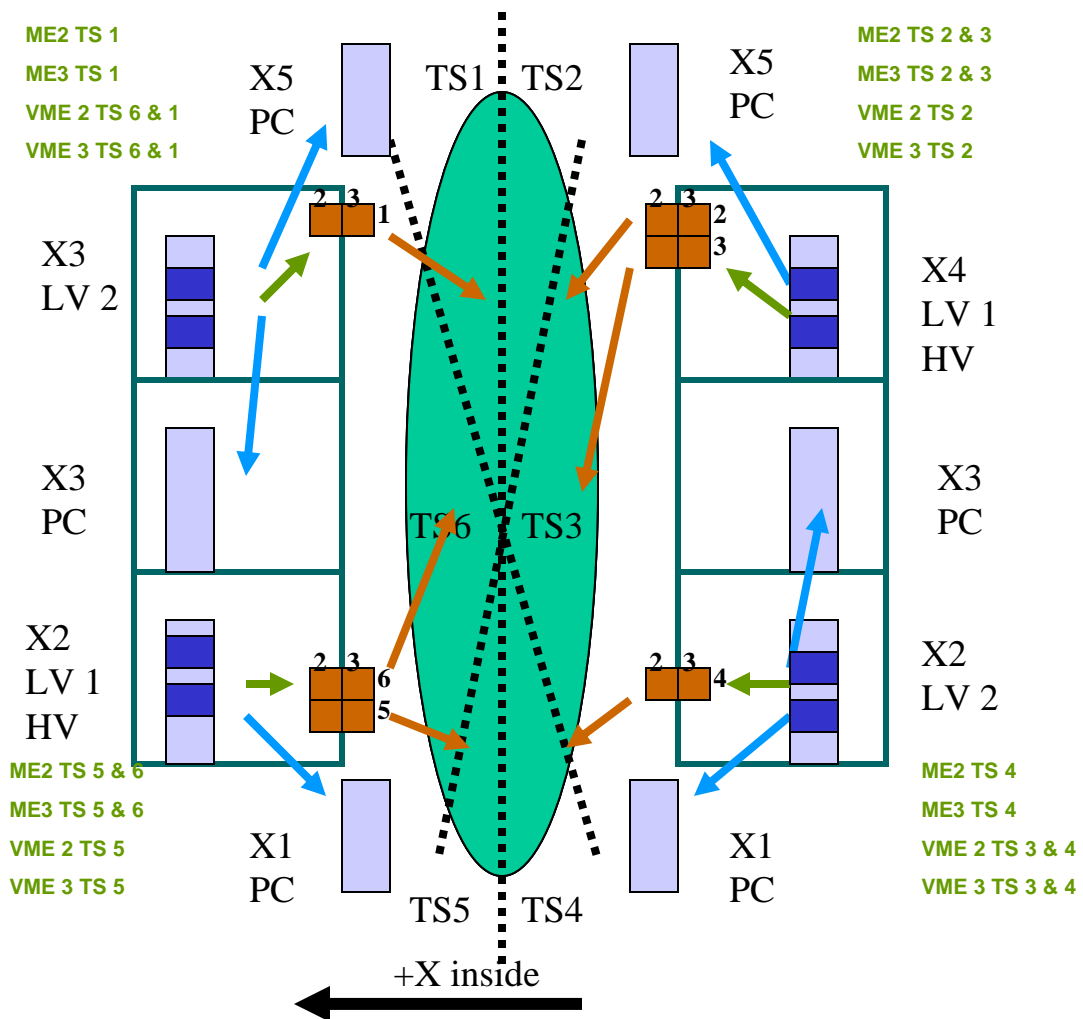 ME2 TS 1
ME3 TS 1
VME 2 TS 6 & 1
VME 3 TS 6 & 1
X5
PC
TS1
TS2
X5
PC
ME2 TS 2 & 3
ME3 TS 2 & 3
VME 2 TS 2
VME 3 TS 2
2 3
1
2 3
2
3
X3
LV 2
X4
LV 1
HV
X3
PC
TS6
TS3
X3
PC
X2
LV 1
HV
2 3
6
5
2 3
4
X2
LV 2
ME2 TS 5 & 6
ME3 TS 5 & 6
VME 2 TS 5
VME 3 TS 5
X1
PC
TS5
TS4
X1
PC
ME2 TS 4
ME3 TS 4
VME 2 TS 3 & 4
VME 3 TS 3 & 4
+X inside